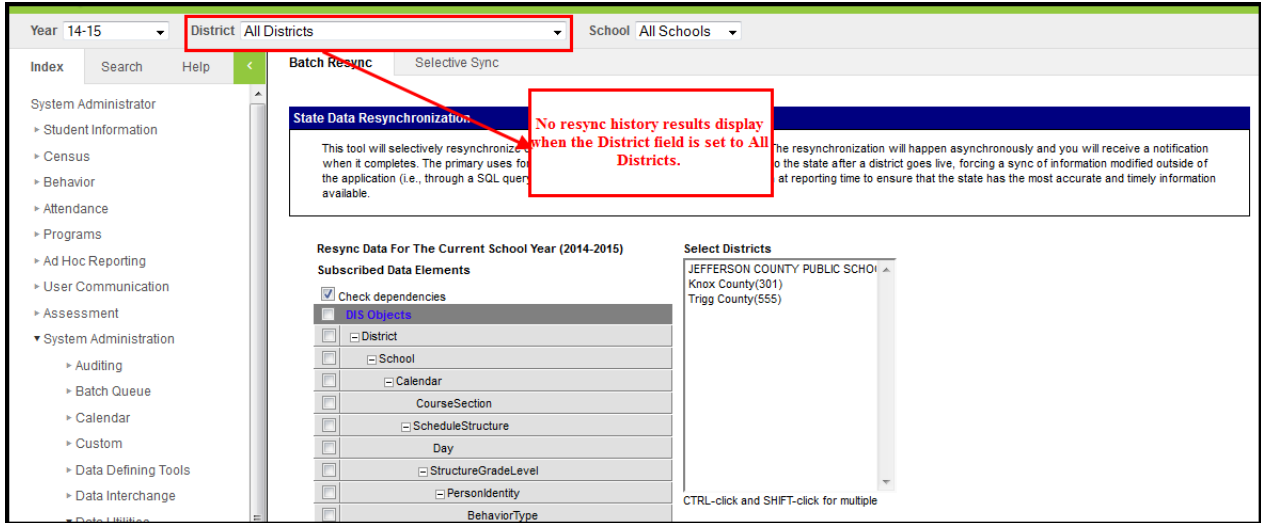 Year 14-15 District All Districts School All Schools
Index Search Help <
Batch Resync Selective Sync
System Administrator
Student Information
Census
Behavior
Attendance
Programs
Ad Hoc Reporting
User Communication
Assessment
System Administration
Auditing
Batch Queue
Calendar
Custom
Data Defining Tools
Data Interchange
Data Utilities
State Data Resynchronization
No resync history results display
when the District field is set to All
Districts.
This tool will selectively resynchronize The resynchronization will happen asynchronously and you will receive a notification
when it completes. The primary uses for to the state after a district goes live, forcing a sync of information modified outside of
the application (i.e., through a SQL query at reporting time to ensure that the state has the most accurate and timely information
available.
Resync Data For The Current School Year (2014-2015)
Subscribed Data Elements
Check dependencies
DIS Objects
District
School
Calendar
CourseSection
ScheduleStructure
Day
StructureGradeLevel
PersonIdentity
BehaviorType
Select Districts
JEFFERSON COUNTY PUBLIC
Knox County(301)
Trigg County(555)
CTRL-click and SHIFT-click for multiple